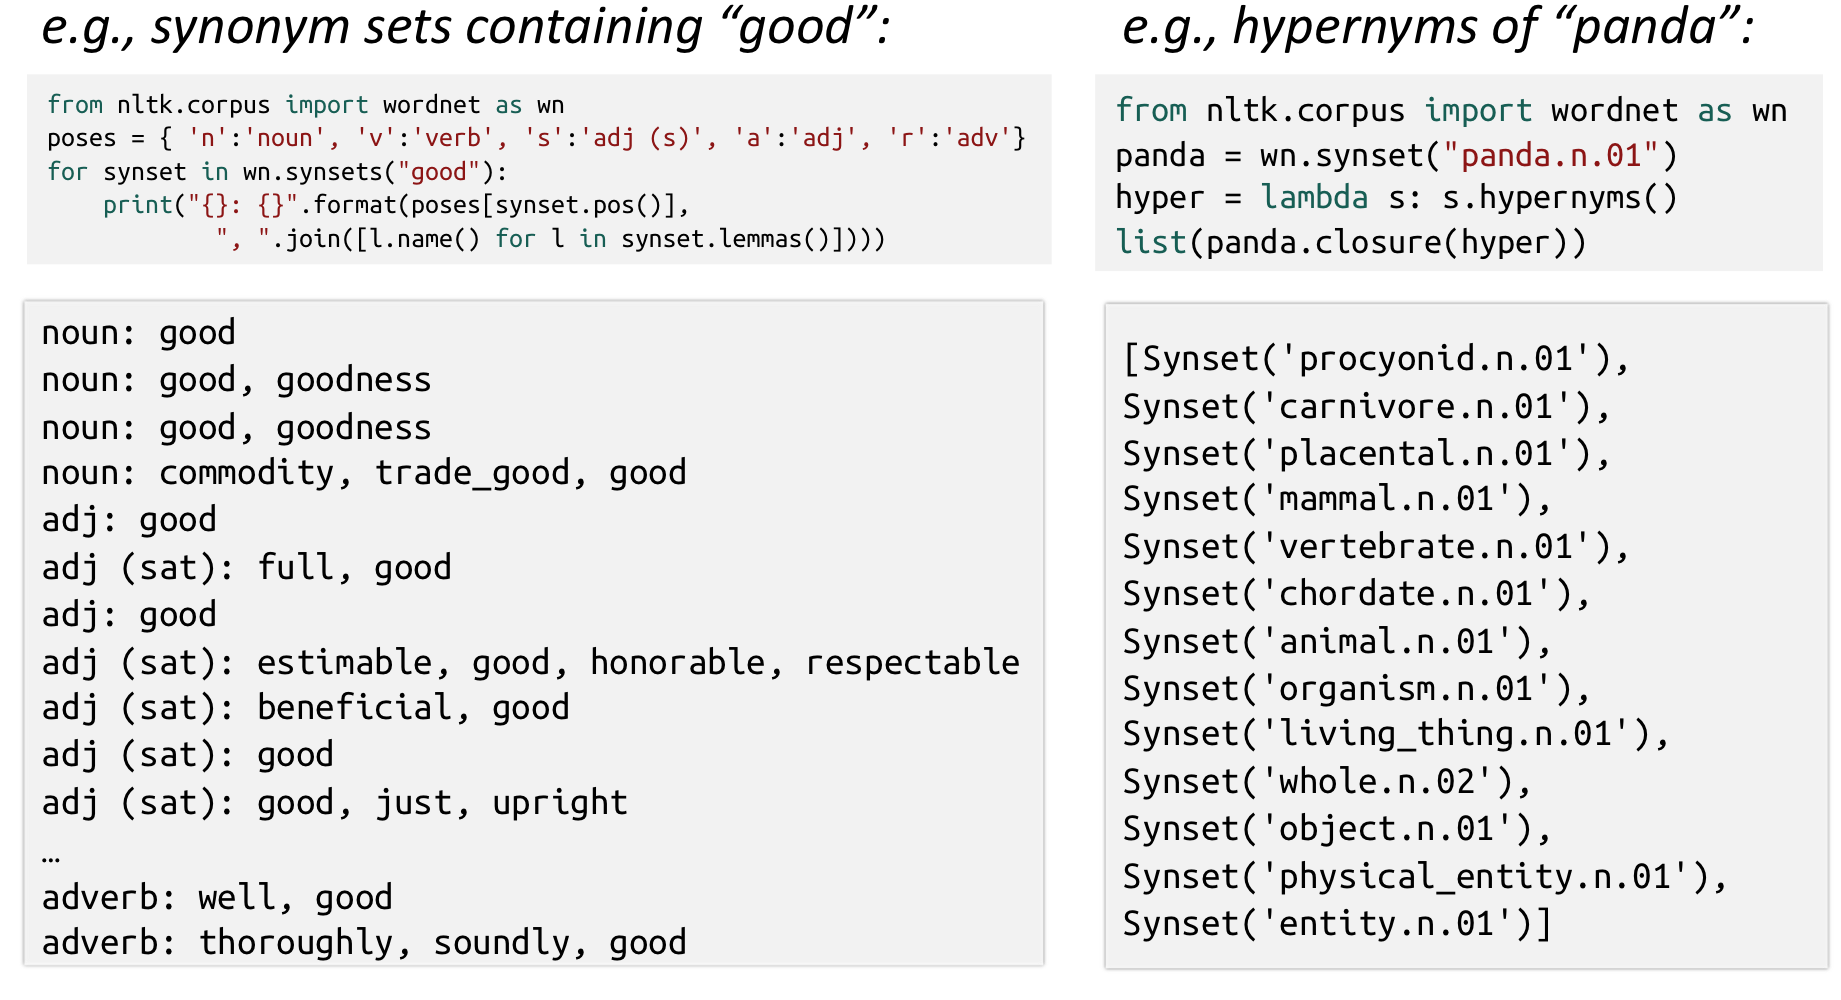 e.g., synonym sets containing “good”:
from nltk.corpus import wordnet as wn
poses = { 'n':'noun', 'v':'verb', 's':'adj (s)', 'a':'adj', 'r':'adv'}
for synset in wn.synsets("good"):
    print("{}: {}".format(poses[synset.pos()],
            ", ".join([l.name() for l in synset.lemmas()])))
noun: good
noun: good, goodness
noun: good, goodness
noun: commodity, trade_good, good
adj: good
adj (sat): full, good
adj: good
adj (sat): estimable, good, honorable, respectable
adj (sat): beneficial, good
adj (sat): good
adj (sat): good, just, upright
…
adverb: well, good
adverb: thoroughly, soundly, good
e.g., hypernyms of “panda”:
from nltk.corpus import wordnet as wn
panda = wn.synset("panda.n.01")
hyper = lambda s: s.hypernyms()
list(panda.closure(hyper))
[Synset('procyonid.n.01'),
Synset('carnivore.n.01'),
Synset('placental.n.01'),
Synset('mammal.n.01'),
Synset('vertebrate.n.01'),
Synset('chordate.n.01'),
Synset('animal.n.01'),
Synset('organism.n.01'),
Synset('living_thing.n.01'),
Synset('whole.n.02'),
Synset('object.n.01'),
Synset('physical_entity.n.01'),
Synset('entity.n.01')]